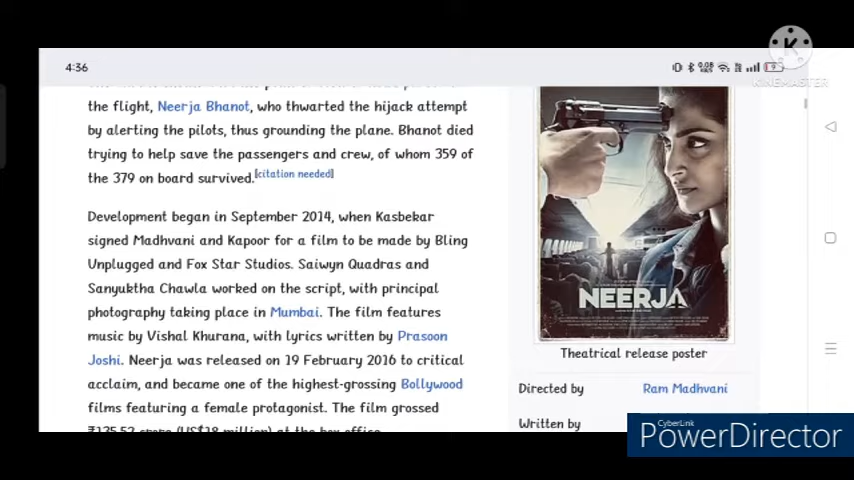 4:36
0.08
9
K
KINEMASTER
the flight, Neerja Bhanot, who thwarted the hijack attempt
by alerting the pilots, thus grounding the plane. Bhanot died
trying to help save the passengers and crew, of whom 359 of
the 379 on board survived.[citation needed]
Development began in September 2014, when Kasbekar
signed Madhvani and Kapoor for a film to be made by Bling
Unplugged and Fox Star Studios. Saiwyn Quadras and
Sanyuktha Chawla worked on the script, with principal
photography taking place in Mumbai. The film features
music by Vishal Khurana, with lyrics written by Prasoon
Joshi. Neerja was released on 19 February 2016 to critical
acclaim, and became one of the highest-grossing Bollywood
films featuring a female protagonist. The film grossed
NEERJA
Theatrical release poster
Directed by Ram Madhvani
Written by
CyberLink
PowerDirector